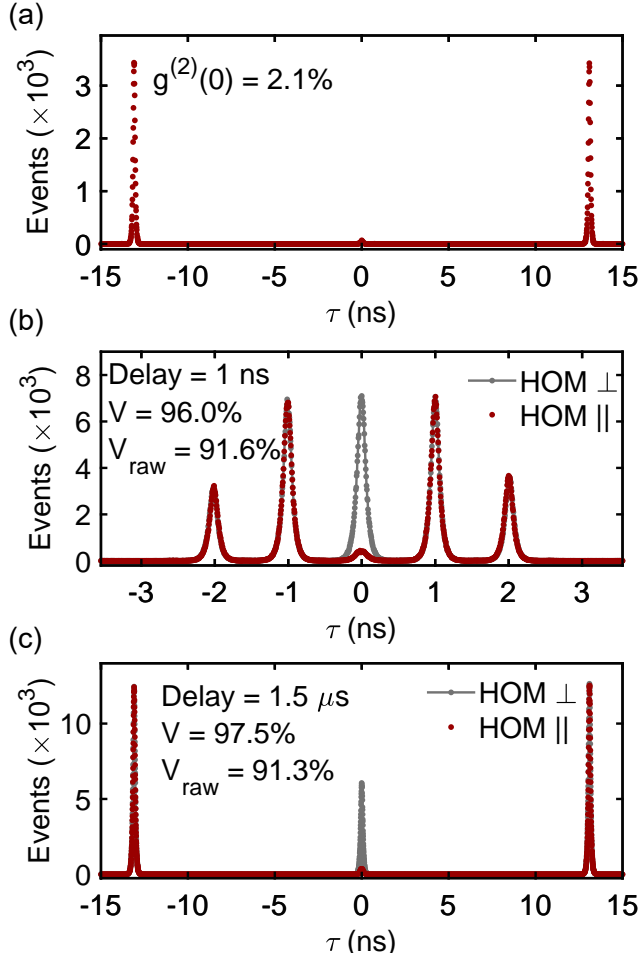 (a)
Events (×10³)
3
2
1
0
g⁽²⁾(0) = 2.1%
-15 -10 -5 0 5 10 15
τ (ns)
(b)
Events (×10³)
8
6
4
2
0
Delay = 1 ns
V = 96.0%
V_raw = 91.6%
HOM ⊥
HOM ||
-3 -2 -1 0 1 2 3
τ (ns)
(c)
Events (×10³)
10
5
0
Delay = 1.5 μs
V = 97.5%
V_raw = 91.3%
HOM ⊥
HOM ||
-15 -10 -5 0 5 10 15
τ (ns)